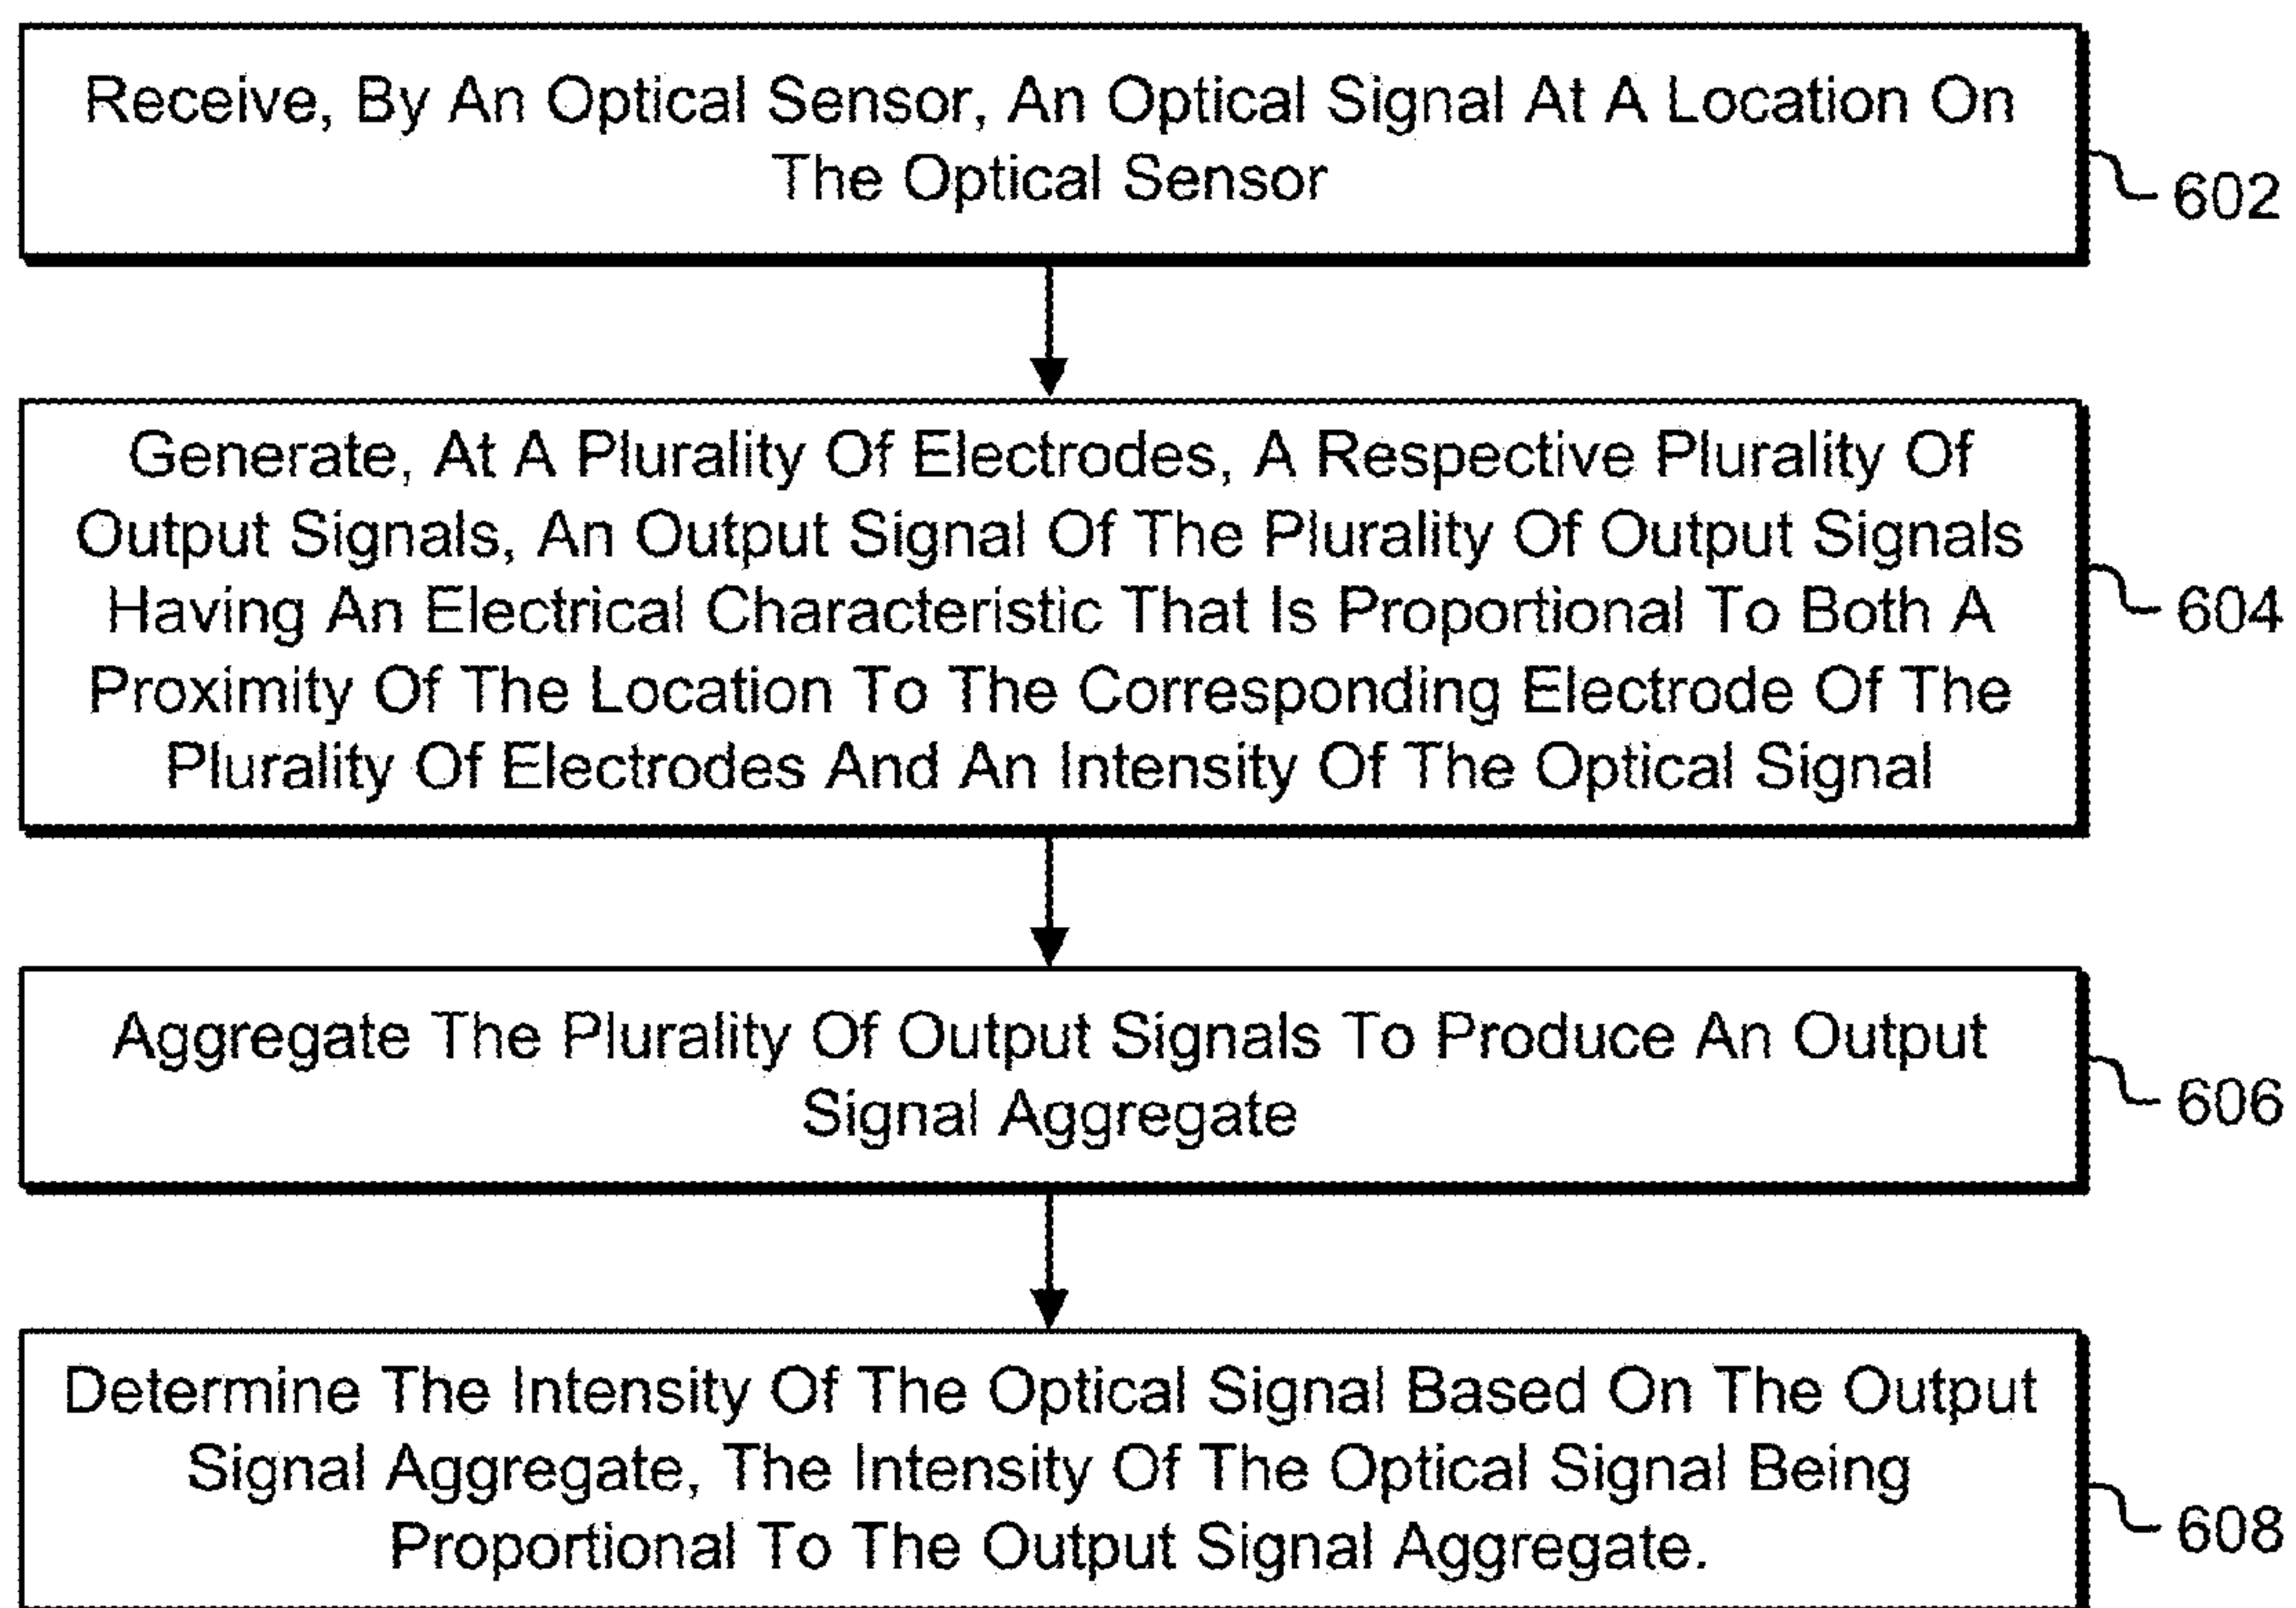 Receive, By An Optical Sensor, An Optical Signal At A Location On
The Optical Sensor
602
Generate, At A Plurality Of Electrodes, A Respective Plurality Of
Output Signals, An Output Signal Of The Plurality Of Output Signals
Having An Electrical Characteristic That Is Proportional To Both A
Proximity Of The Location To The Corresponding Electrode Of The
Plurality Of Electrodes And An Intensity Of The Optical Signal
604
Aggregate The Plurality Of Output Signals To Produce An Output
Signal Aggregate
606
Determine The Intensity Of The Optical Signal Based On The Output
Signal Aggregate, The Intensity Of The Optical Signal Being
Proportional To The Output Signal Aggregate.
608